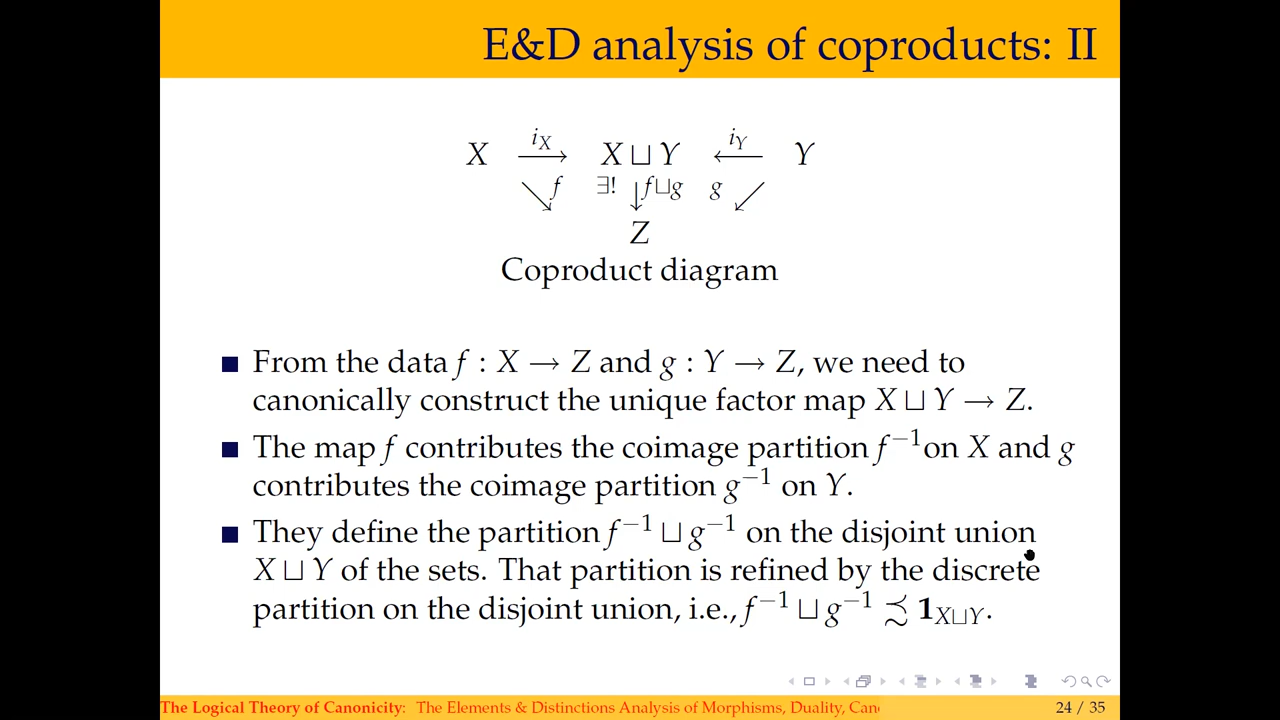 E&D analysis of coproducts: II
X i_X⟶ X ⊔ Y i_Y⟵ Y
↘ f ∃! ↓ f⊔g g ↙
Z
Coproduct diagram
■ From the data f : X → Z and g : Y → Z, we need to
canonically construct the unique factor map X ⊔ Y → Z.
■ The map f contributes the coimage partition f⁻¹on X and g
contributes the coimage partition g⁻¹ on Y.
■ They define the partition f⁻¹ ⊔ g⁻¹ on the disjoint union
X ⊔ Y of the sets. That partition is refined by the discrete
partition on the disjoint union, i.e., f⁻¹ ⊔ g⁻¹ ≾ 1_{X⊔Y}.
The Logical Theory of Canonicity: The Elements & Distinctions Analysis of Morphisms, Duality, Can 24 / 35